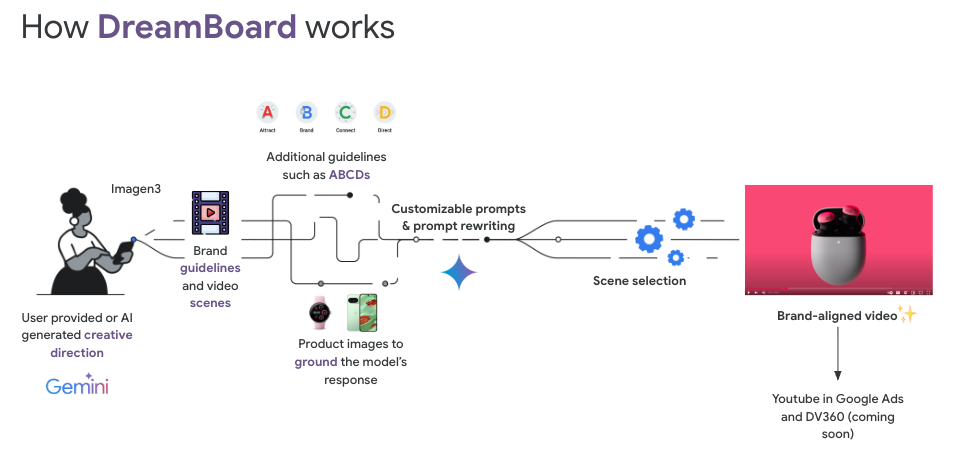 How DreamBoard works
A
B
C
D
Attract
Brand
Connect
Direct
Additional guidelines
such as ABCDs
Imagen3
Customizable prompts
& prompt rewriting
Brand
guidelines
and video
scenes
Scene selection
User provided or AI
generated creative
direction
Gemini
Product images to
ground the model's
response
Brand-aligned video
Youtube in Google Ads
and DV360 (coming
soon)